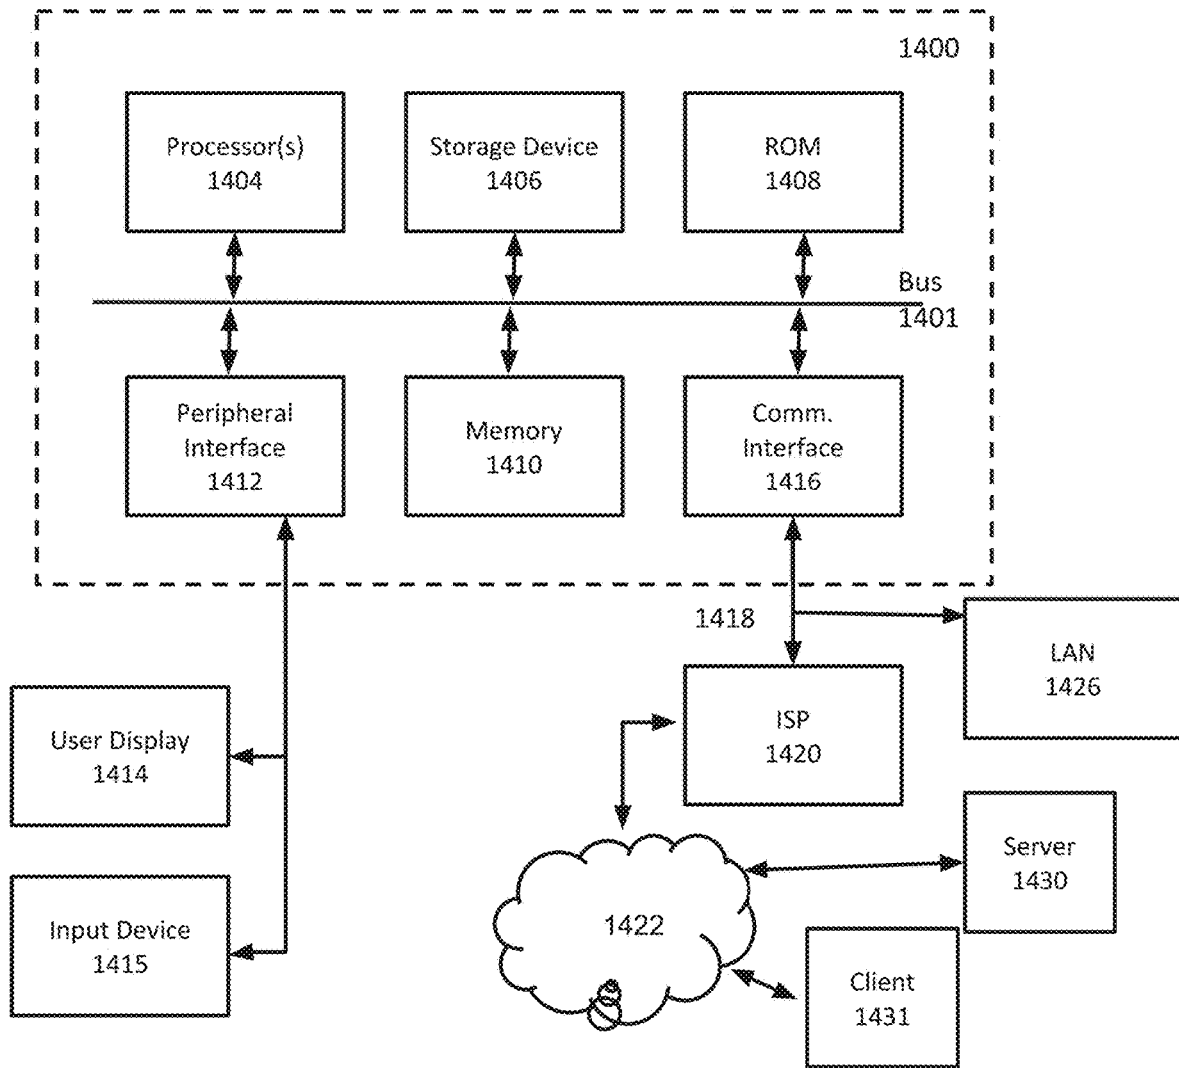 1400
Processor(s)
1404
Storage Device
1406
ROM
1408
Bus
1401
Peripheral
Interface
1412
Memory
1410
Comm.
Interface
1416
1418
LAN
1426
User Display
1414
ISP
1420
Server
1430
Input Device
1415
1422
Client
1431